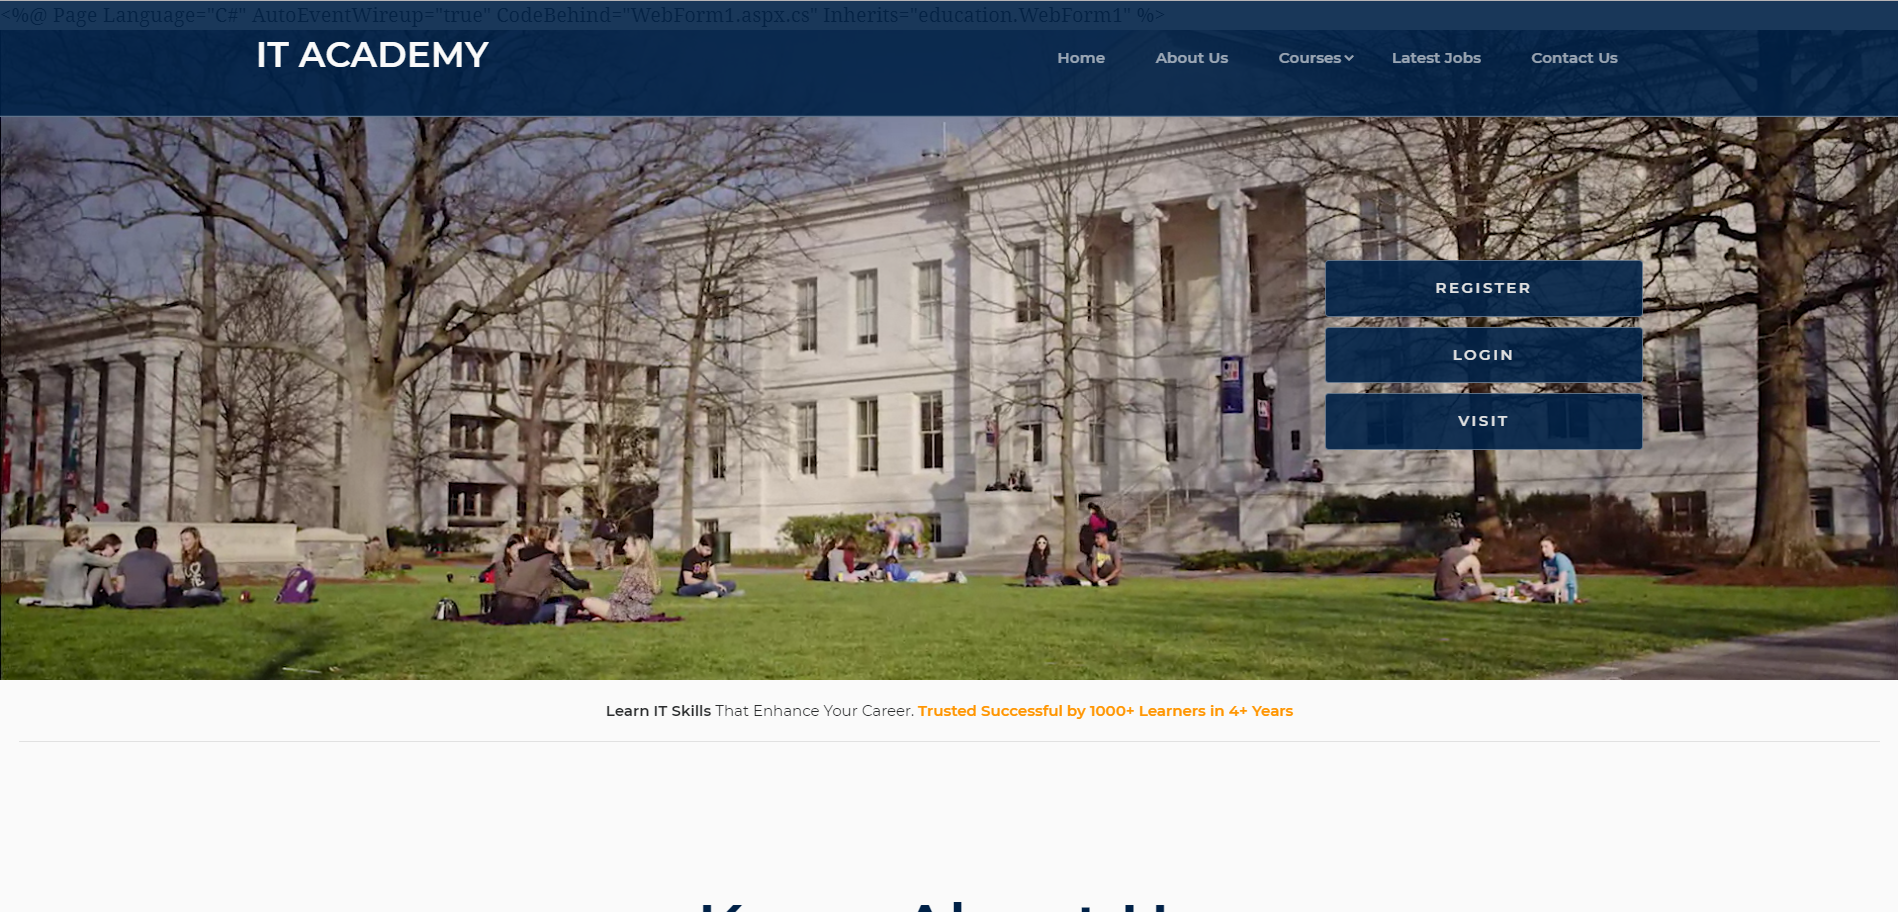 <%@ Page Language="C#" AutoEventWireup="true" CodeBehind="WebForm1.aspx.cs" Inherits="education.WebForm1" %>
IT ACADEMY
Home About Us Courses Latest Jobs Contact Us
REGISTER
LOGIN
VISIT
Learn IT Skills That Enhance Your Career. Trusted Successful by 1000+ Learners in 4+ Years